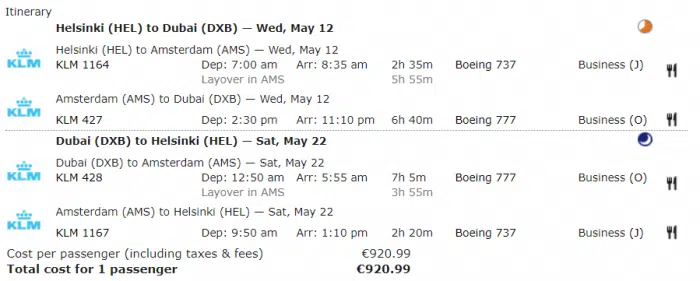 Itinerary
Helsinki (HEL) to Dubai (DXB) — Wed, May 12
Helsinki (HEL) to Amsterdam (AMS) — Wed, May 12
KLM KLM 1164 Dep: 7:00 am Arr: 8:35 am 2h 35m Boeing 737 Business (J)
Layover in AMS 5h 55m
Amsterdam (AMS) to Dubai (DXB) — Wed, May 12
KLM KLM 427 Dep: 2:30 pm Arr: 11:10 pm 6h 40m Boeing 777 Business (O)
Dubai (DXB) to Helsinki (HEL) — Sat, May 22
Dubai (DXB) to Amsterdam (AMS) — Sat, May 22
KLM KLM 428 Dep: 12:50 am Arr: 5:55 am 7h 5m Boeing 777 Business (O)
Layover in AMS 3h 55m
Amsterdam (AMS) to Helsinki (HEL) — Sat, May 22
KLM KLM 1167 Dep: 9:50 am Arr: 1:10 pm 2h 20m Boeing 737 Business (J)
Cost per passenger (including taxes & fees) €920.99
Total cost for 1 passenger €920.99